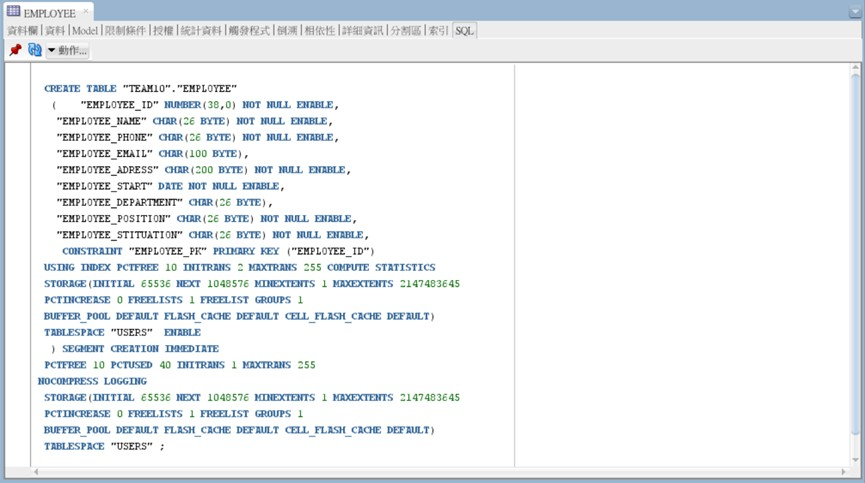 EMPLOYEE
資料欄 資料 Model 限制條件 授權 統計資料 觸發程式 倒溯 相依性 詳細資訊 分割區 索引 SQL
動作...
CREATE TABLE "TEAM10"."EMPLOYEE"
( "EMPLOYEE_ID" NUMBER(38,0) NOT NULL ENABLE,
"EMPLOYEE_NAME" CHAR(26 BYTE) NOT NULL ENABLE,
"EMPLOYEE_PHONE" CHAR(26 BYTE) NOT NULL ENABLE,
"EMPLOYEE_EMAIL" CHAR(100 BYTE),
"EMPLOYEE_ADRESS" CHAR(200 BYTE) NOT NULL ENABLE,
"EMPLOYEE_START" DATE NOT NULL ENABLE,
"EMPLOYEE_DEPARTMENT" CHAR(26 BYTE),
"EMPLOYEE_POSITION" CHAR(26 BYTE) NOT NULL ENABLE,
"EMPLOYEE_STITUATION" CHAR(26 BYTE) NOT NULL ENABLE,
CONSTRAINT "EMPLOYEE_PK" PRIMARY KEY ("EMPLOYEE_ID")
USING INDEX PCTFREE 10 INITRANS 2 MAXTRANS 255 COMPUTE STATISTICS
STORAGE(INITIAL 65536 NEXT 1048576 MINEXTENTS 1 MAXEXTENTS 2147483645
PCTINCREASE 0 FREELISTS 1 FREELIST GROUPS 1
BUFFER_POOL DEFAULT FLASH_CACHE DEFAULT CELL_FLASH_CACHE DEFAULT)
TABLESPACE "USERS" ENABLE
) SEGMENT CREATION IMMEDIATE
PCTFREE 10 PCTUSED 40 INITRANS 1 MAXTRANS 255
NOCOMPRESS LOGGING
STORAGE(INITIAL 65536 NEXT 1048576 MINEXTENTS 1 MAXEXTENTS 2147483645
PCTINCREASE 0 FREELISTS 1 FREELIST GROUPS 1
BUFFER_POOL DEFAULT FLASH_CACHE DEFAULT CELL_FLASH_CACHE DEFAULT)
TABLESPACE "USERS" ;